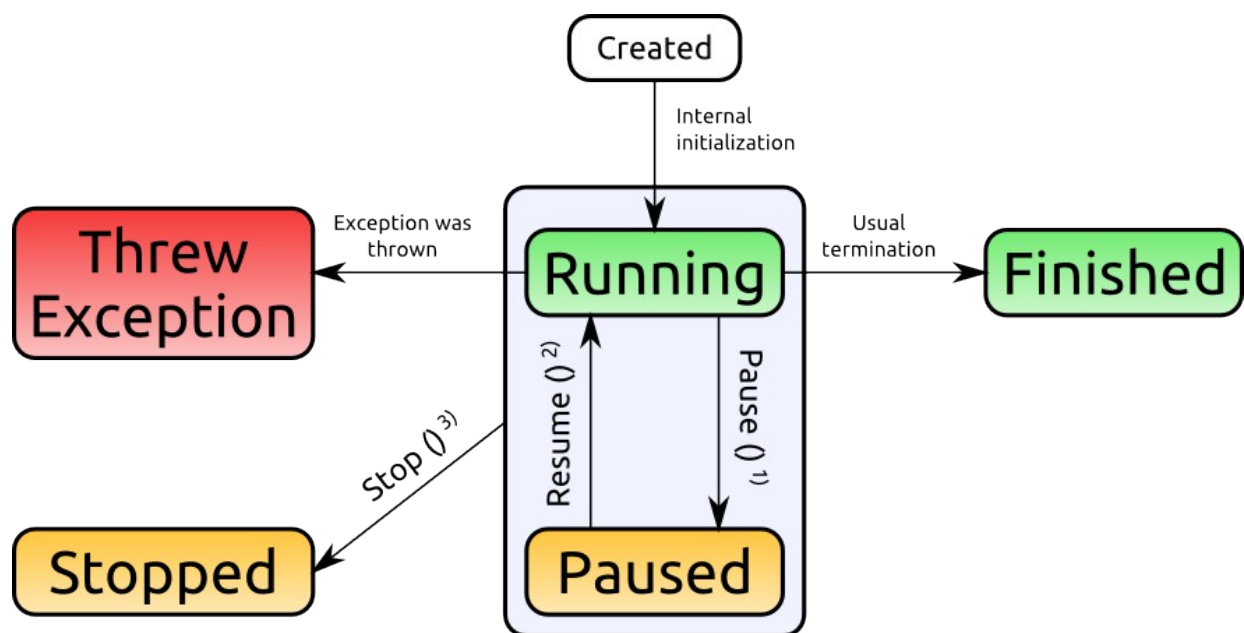 Created
Internal
initialization
Exception was
thrown
Usual
termination
Threw
Exception
Running
Finished
Resume ()²⁾
Pause ()¹⁾
Stop ()³⁾
Stopped
Paused